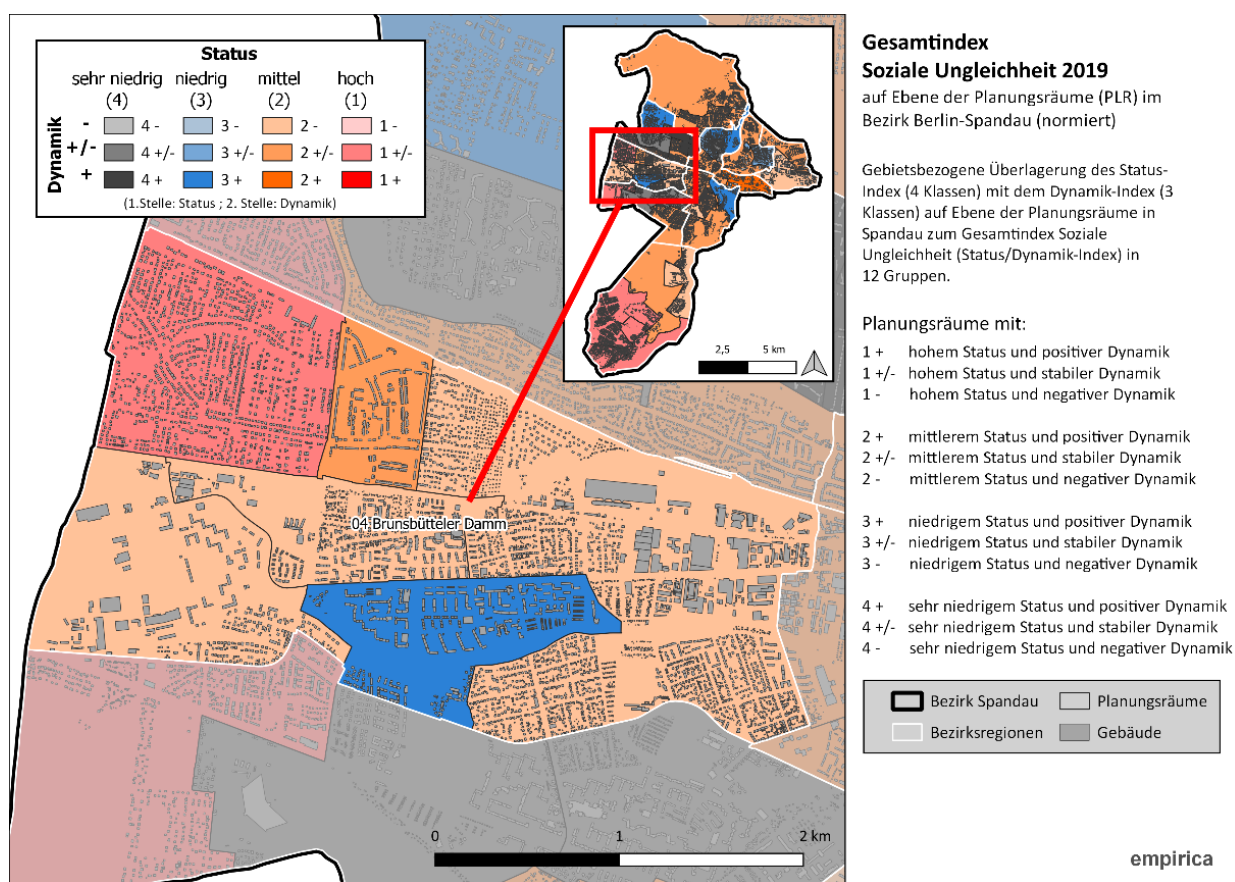 Status
sehr niedrig niedrig mittel hoch
(4) (3) (2) (1)
Dynamik
- 4 - 3 - 2 - 1 -
+/- 4 +/- 3 +/- 2 +/- 1 +/-
+ 4 + 3 + 2 + 1 +
(1.Stelle: Status ; 2. Stelle: Dynamik)
2,5 5 km
04 Brunsbütteler Damm
0 1 2 km
Gesamtindex
Soziale Ungleichheit 2019
auf Ebene der Planungsräume (PLR) im
Bezirk Berlin-Spandau (normiert)
Gebietsbezogene Überlagerung des Status-
Index (4 Klassen) mit dem Dynamik-Index (3
Klassen) auf Ebene der Planungsräume in
Spandau zum Gesamtindex Soziale
Ungleichheit (Status/Dynamik-Index) in
12 Gruppen.
Planungsräume mit:
1 + hohem Status und positiver Dynamik
1 +/- hohem Status und stabiler Dynamik
1 - hohem Status und negativer Dynamik
2 + mittlerem Status und positiver Dynamik
2 +/- mittlerem Status und stabiler Dynamik
2 - mittlerem Status und negativer Dynamik
3 + niedrigem Status und positiver Dynamik
3 +/- niedrigem Status und stabiler Dynamik
3 - niedrigem Status und negativer Dynamik
4 + sehr niedrigem Status und positiver Dynamik
4 +/- sehr niedrigem Status und stabiler Dynamik
4 - sehr niedrigem Status und negativer Dynamik
Bezirk Spandau Planungsräume
Bezirksregionen Gebäude
empirica